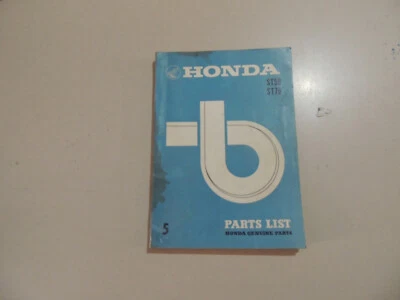 HONDA
ST50
ST70
b
5
PARTS LIST
HONDA GENUINE PARTS